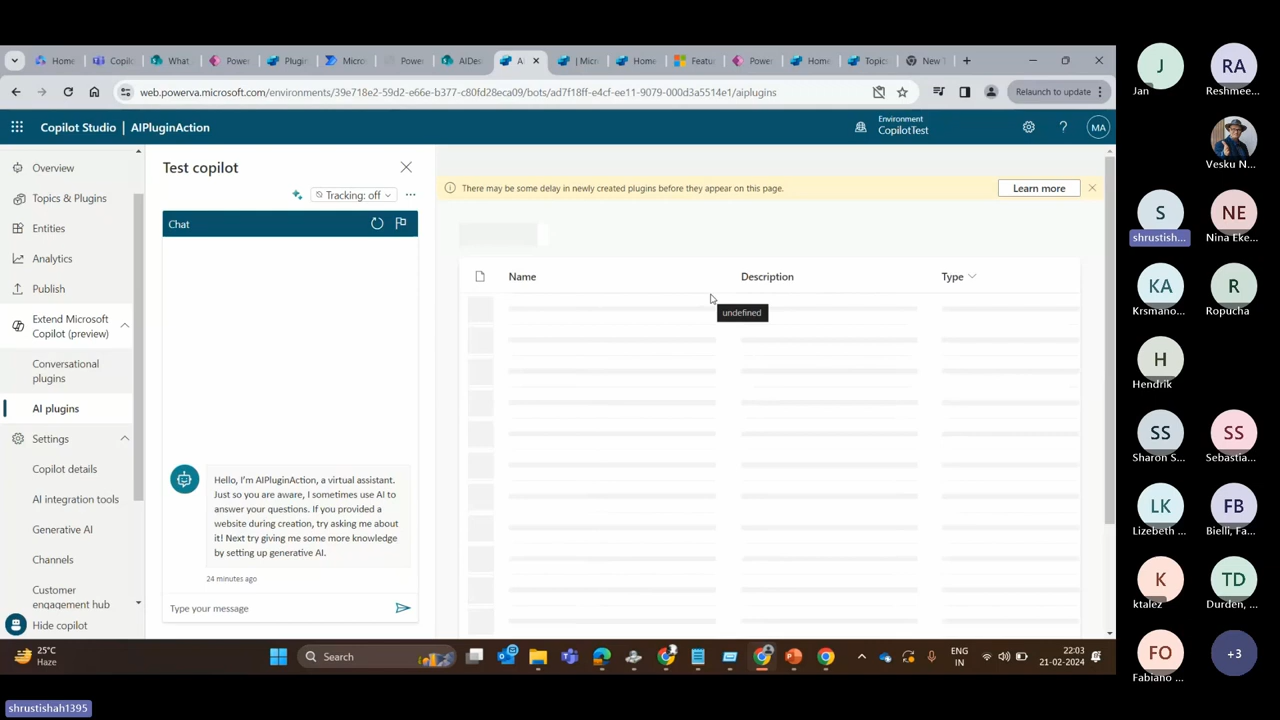 Home
Copil
What
Power
Plugin
Micro
Power
AIDes
AI
| Micr
Home
Featu
Power
Home
Topics
New T
web.powerva.microsoft.com/environments/39e718e2-59d2-e66e-b377-c80fd28eca09/bots/ad7f18ff-e4cf-ee11-9079-000d3a5514e1/aiplugins
Relaunch to update
Copilot Studio | AIPluginAction
Environment
CopilotTest
?
MA
Overview
Topics & Plugins
Entities
Analytics
Publish
Extend Microsoft
Copilot (preview)
Conversational
plugins
AI plugins
Settings
Copilot details
AI integration tools
Generative AI
Channels
Customer
engagement hub
Hide copilot
Test copilot
Tracking: off
Chat
Hello, I'm AIPluginAction, a virtual assistant.
Just so you are aware, I sometimes use AI to
answer your questions. If you provided a
website during creation, try asking me about
it! Next try giving me some more knowledge
by setting up generative AI.
24 minutes ago
Type your message
There may be some delay in newly created plugins before they appear on this page.
Learn more
Name
Description
Type
undefined
25°C
Haze
Search
ENG
IN
22:03
21-02-2024
J
Jan
RA
Reshmee...
Vesku N...
S
shrustish...
NE
Nina Eke...
KA
Krsmano...
R
Ropucha
H
Hendrik
SS
Sharon S...
SS
Sebastia...
LK
Lizebeth ...
FB
Bielli, Fa...
K
ktalez
TD
Durden, ...
FO
Fabiano ...
+3
shrustishah1395